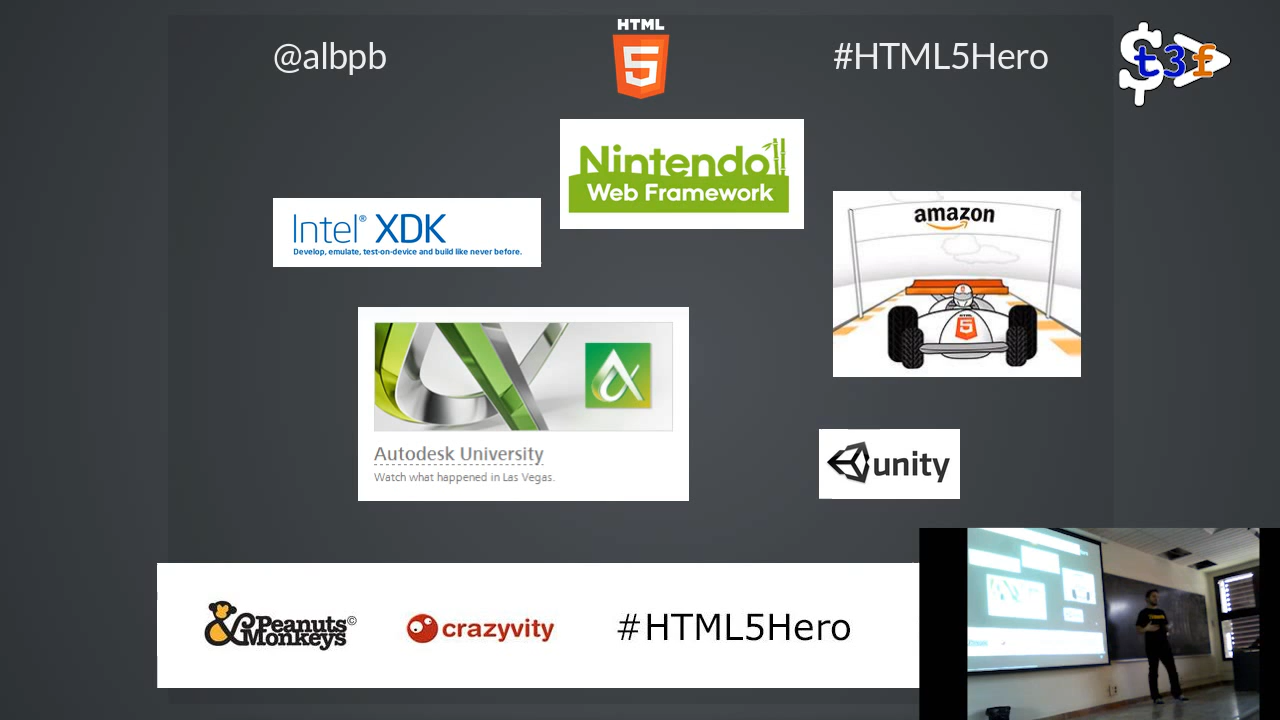 @albpb
HTML
5
#HTML5Hero
$t3f
Nintendo
Web Framework
Intel® XDK
Develop, emulate, test-on-device and build like never before.
amazon
HTML
5
Autodesk University
Watch what happened in Las Vegas.
unity
&Peanuts©
Monkeys
crazyvity
#HTML5Hero